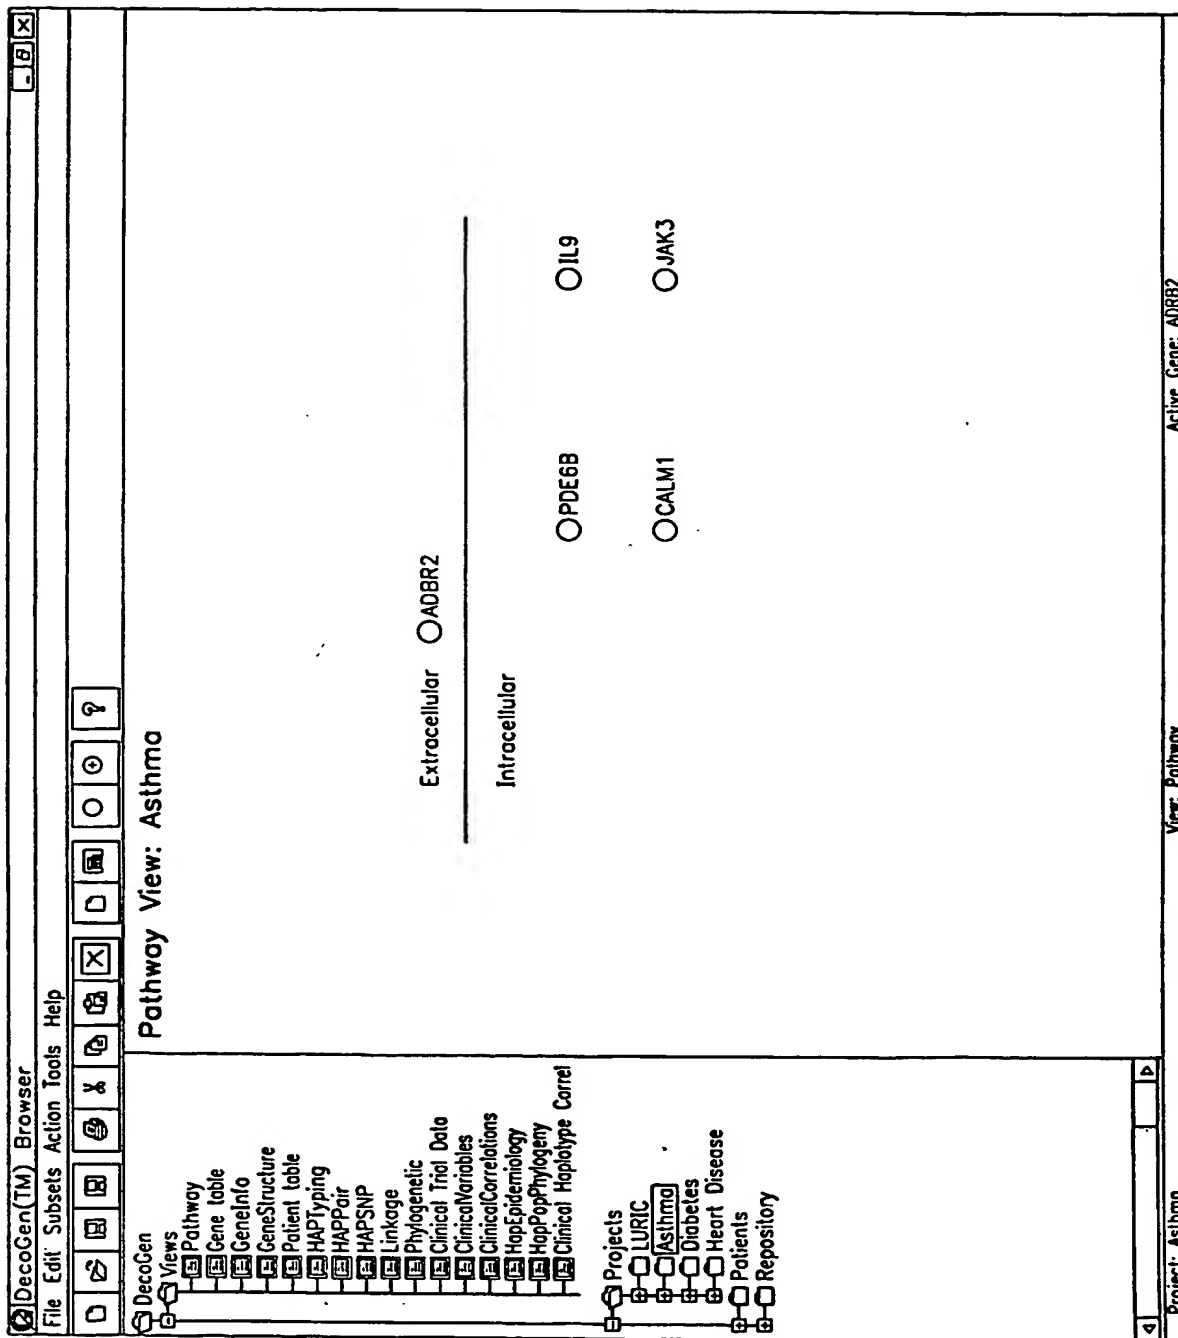 DecoGen(TM) Browser
File Edit Subsets Action Tools Help
?
DecoGen
Views
Pathway
Gene table
GeneInfo
GeneStructure
Patient table
HAPTyping
HAPPair
HAPSNP
Linkage
Phylogenetic
Clinical Trial Data
ClinicalVariables
ClinicalCorrelations
HapEpidemiology
HapPopPhylogeny
Clinical Haplotype Correl
Projects
LURIC
Asthma
Diabetes
Heart Disease
Patients
Repository
Pathway View: Asthma
Extracellular
ADBR2
Intracellular
PDE6B
IL9
CALM1
JAK3
Project: Asthma
View: Pathway
Active Gene: ADRB2